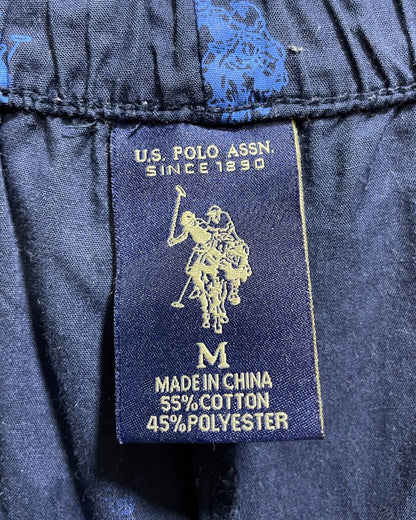 U.S. POLO ASSN.
SINCE 1890
M
MADE IN CHINA
55% COTTON
45% POLYESTER